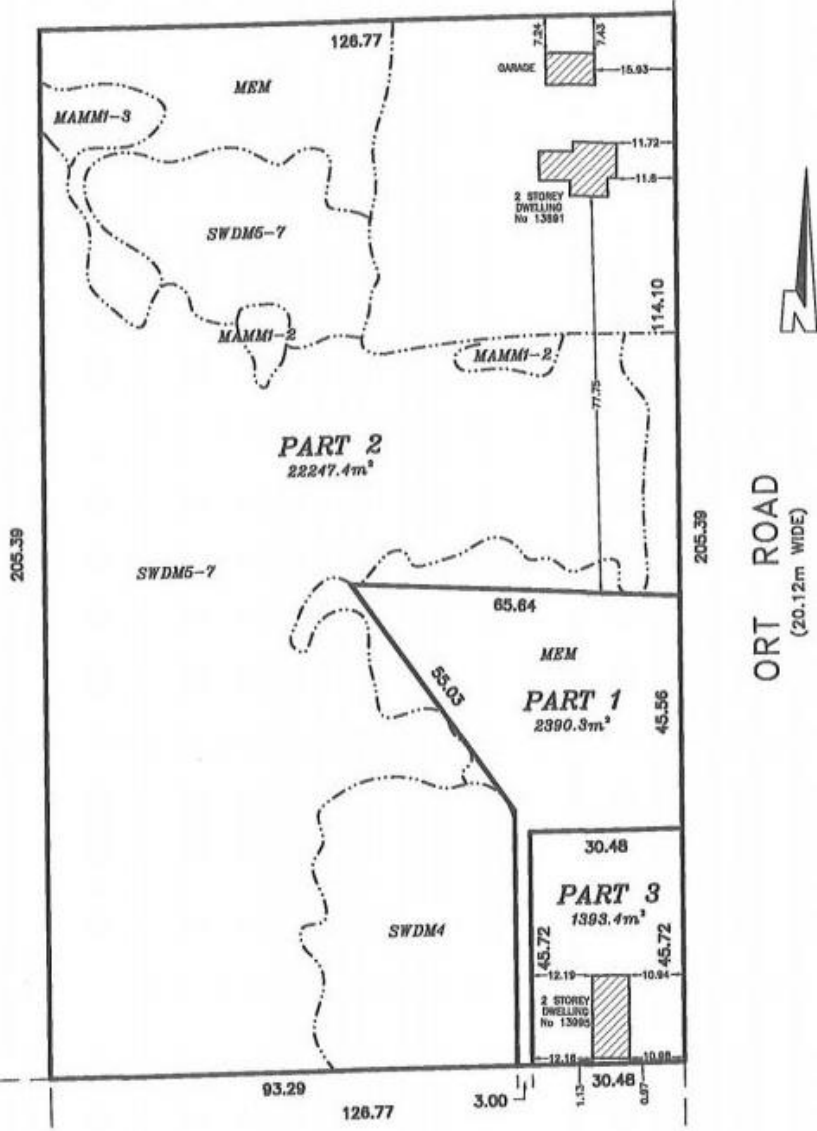 126.77
7.24
7.43
GARAGE
15.93
MEM
MAMM1-3
11.72
11.6
2 STOREY
DWELLING
No 13891
SWDM5-7
114.10
MAMM1-2
MAMM1-2
77.75
PART 2
22247.4m²
205.39
205.39
ORT ROAD
(20.12m WIDE)
SWDM5-7
65.64
MEM
55.03
PART 1
2390.3m²
45.56
30.48
PART 3
1393.4m²
SWDM4
45.72
45.72
12.19
10.94
2 STOREY
DWELLING
No 13995
12.16
10.98
93.29
3.00
1.13
30.48
0.97
126.77
N